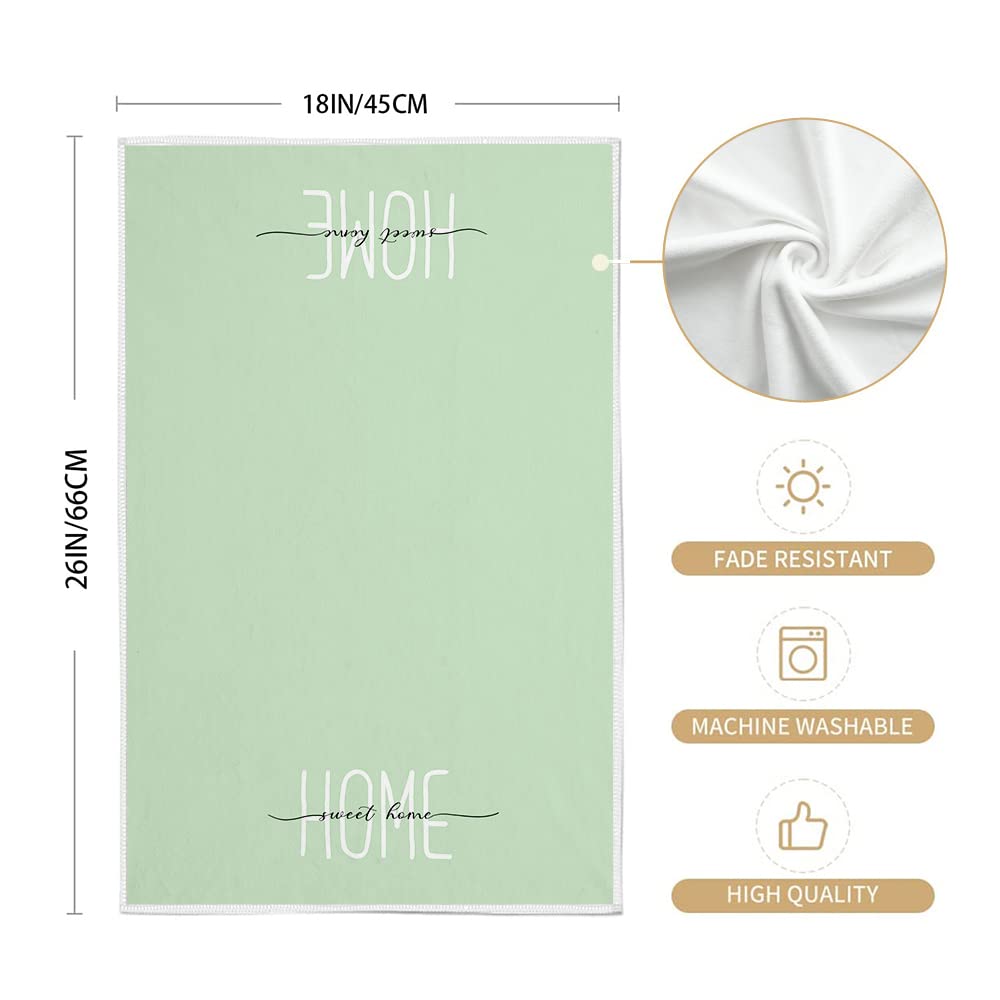 18IN/45CM
HOME
sweet home
26IN/66CM
FADE RESISTANT
MACHINE WASHABLE
HIGH QUALITY
HOME
sweet home